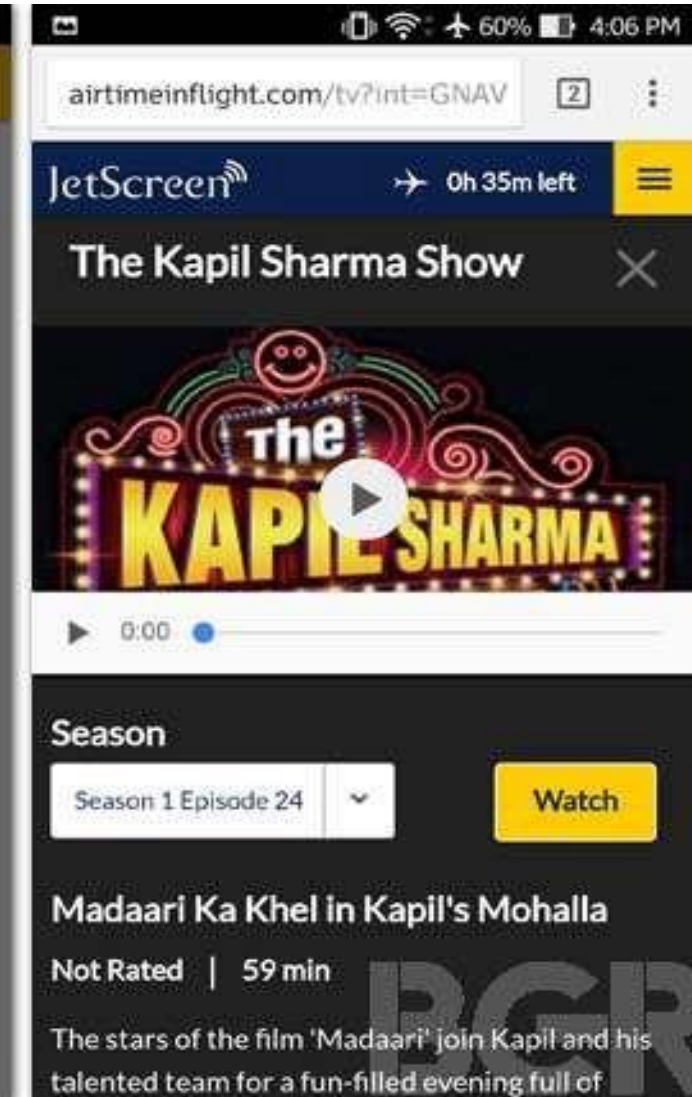 60% 4:06 PM
airtimeinflight.com/tv?int=GNAV 2
JetScreen 0h 35m left
The Kapil Sharma Show
The
KAPIL SHARMA
0:00
Season
Season 1 Episode 24 Watch
Madaari Ka Khel in Kapil's Mohalla
Not Rated | 59 min
BGR
The stars of the film 'Madaari' join Kapil and his
talented team for a fun-filled evening full of